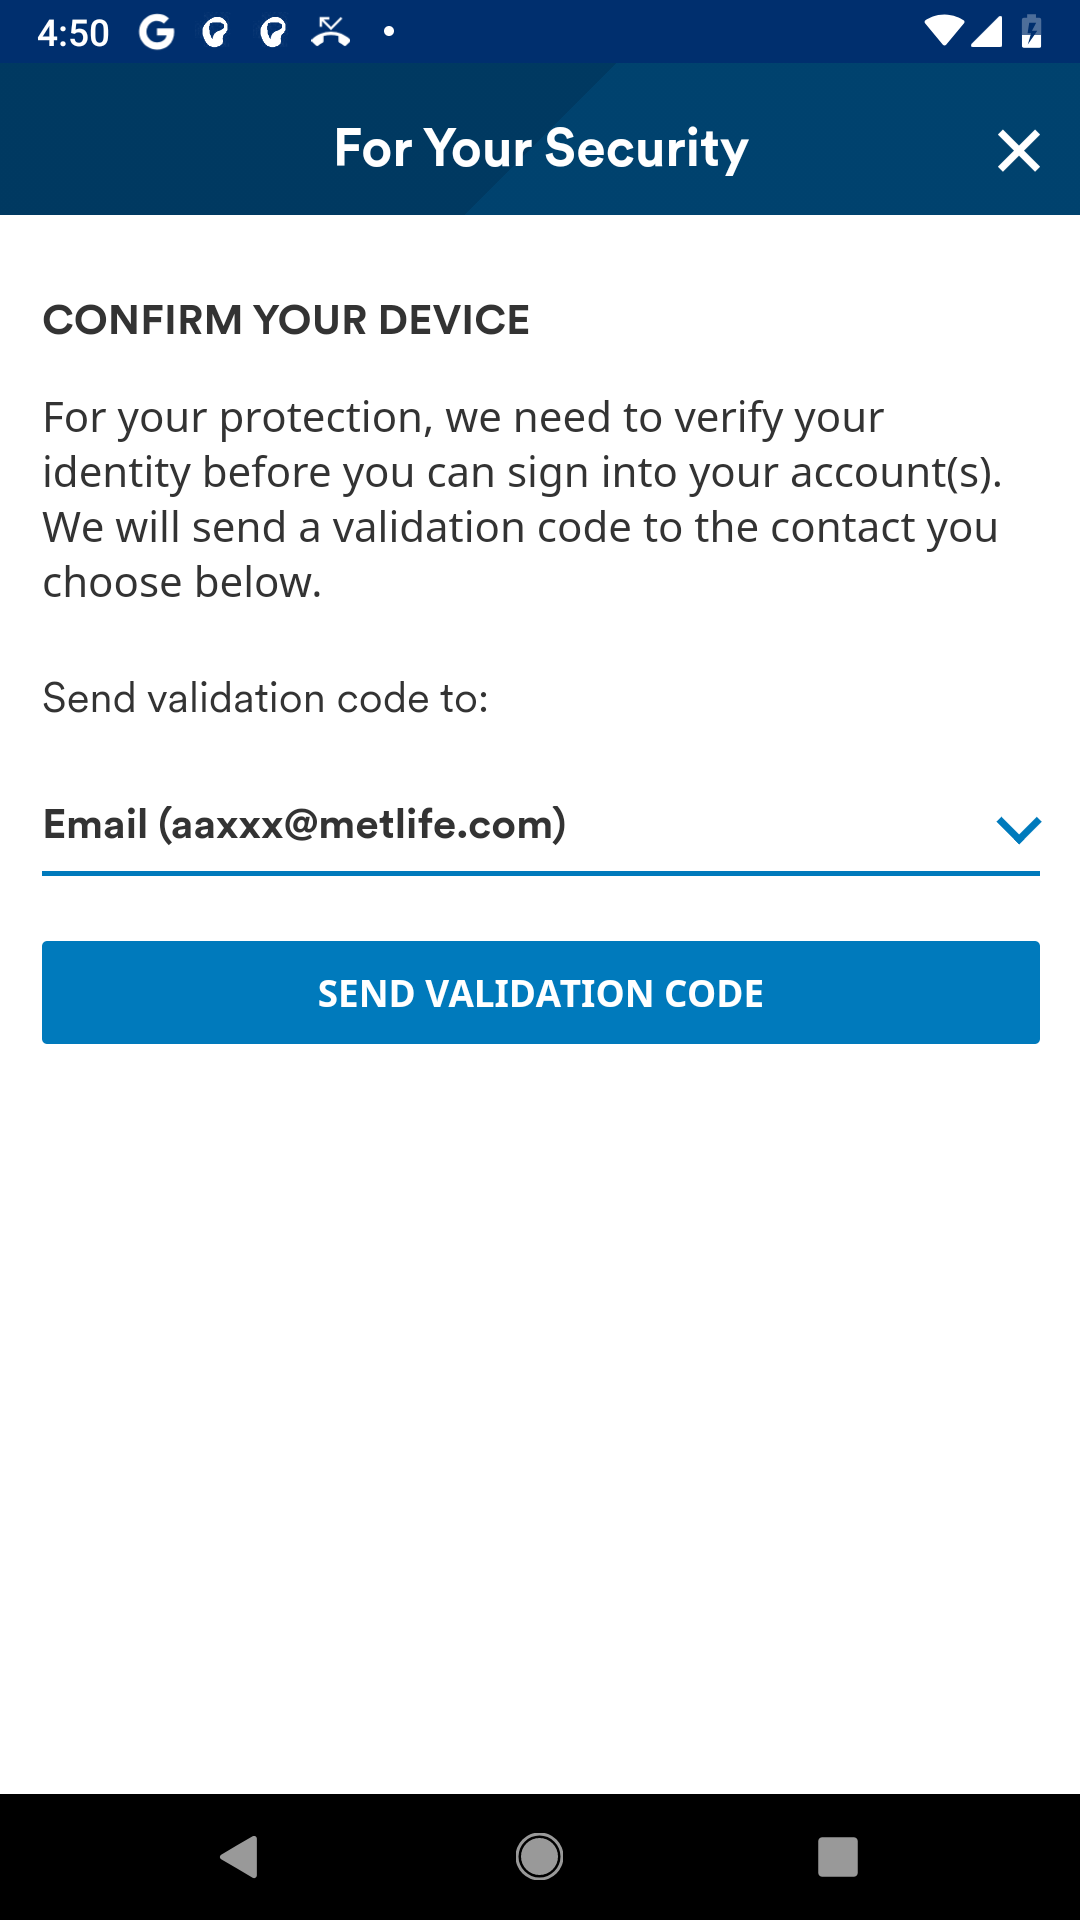 4:50
For Your Security
CONFIRM YOUR DEVICE
For your protection, we need to verify your
identity before you can sign into your account(s).
We will send a validation code to the contact you
choose below.
Send validation code to:
Email (aaxxx@metlife.com)
SEND VALIDATION CODE